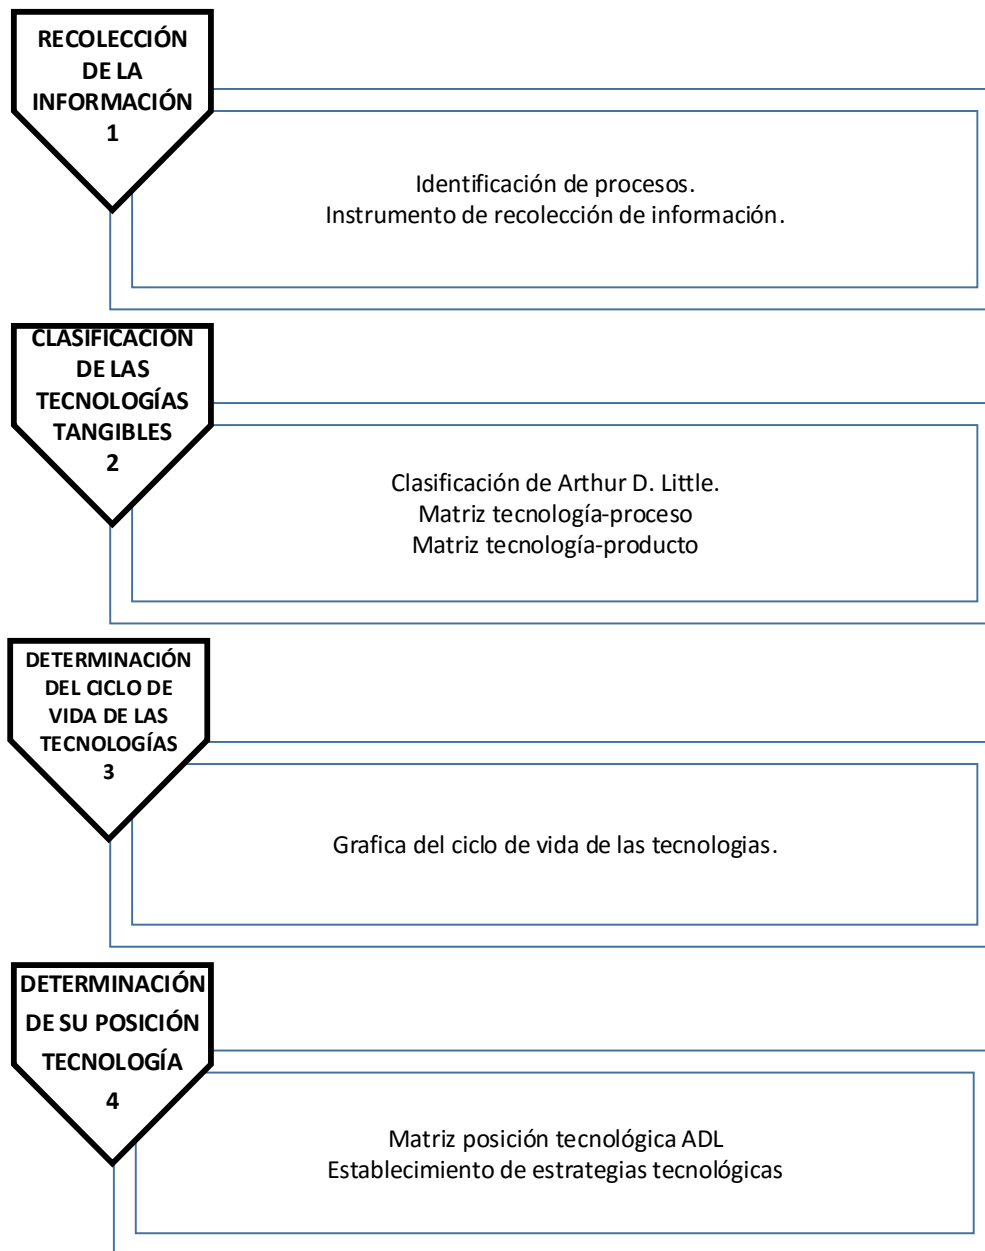 RECOLECCIÓN
DE LA
INFORMACIÓN
1
Identificación de procesos.
Instrumento de recolección de información.
CLASIFICACIÓN
DE LAS
TECNOLOGÍAS
TANGIBLES
2
Clasificación de Arthur D. Little.
Matriz tecnología-proceso
Matriz tecnología-producto
DETERMINACIÓN
DEL CICLO DE
VIDA DE LAS
TECNOLOGÍAS
3
Grafica del ciclo de vida de las tecnologias.
DETERMINACIÓN
DE SU POSICIÓN
TECNOLOGÍA
4
Matriz posición tecnológica ADL
Establecimiento de estrategias tecnológicas